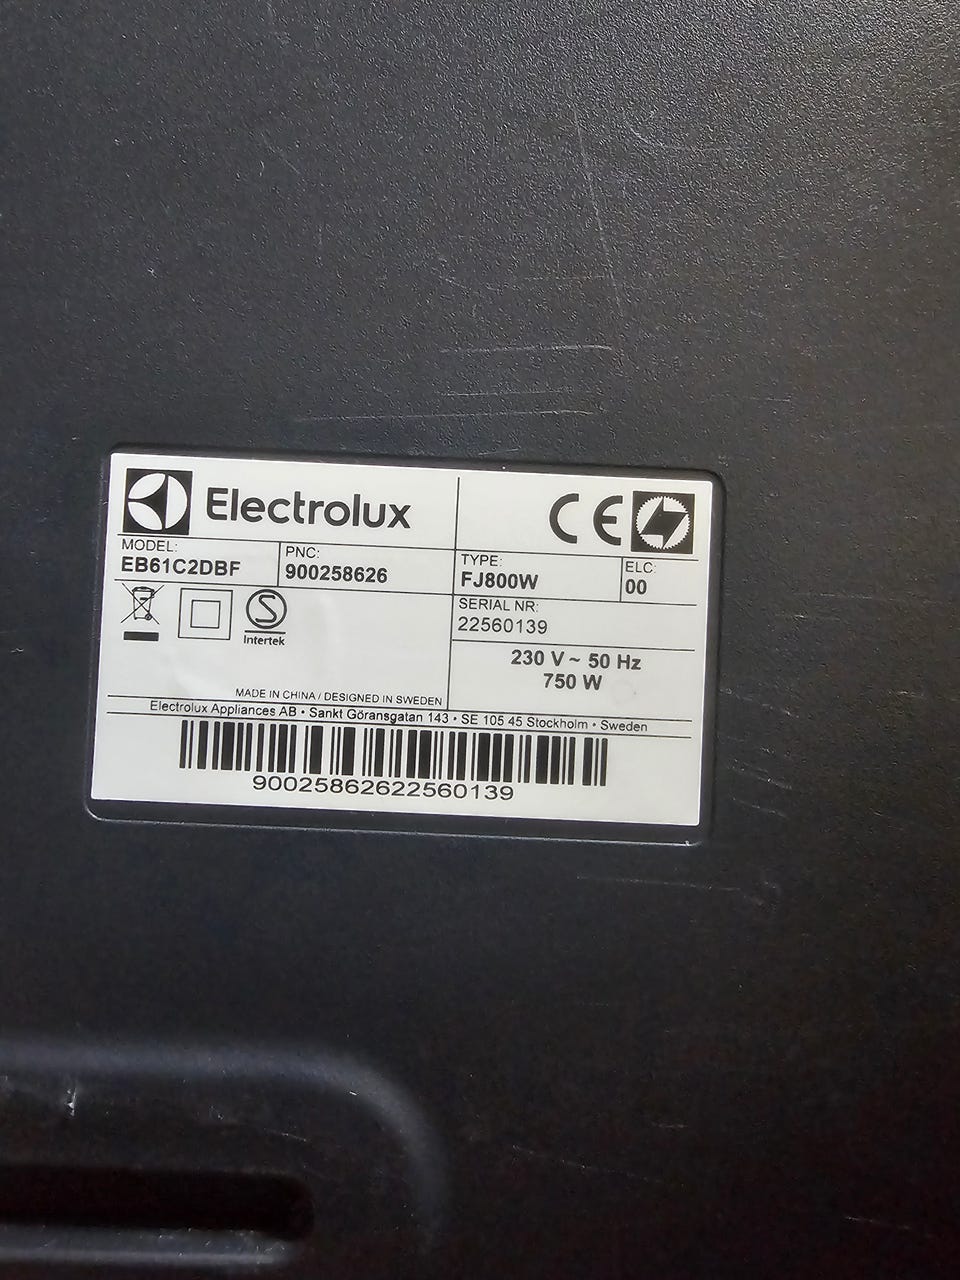 Electrolux CE
MODEL: PNC: TYPE: ELC:
EB61C2DBF 900258626 FJ800W 00
SERIAL NR:
22560139
Intertek
230 V ~ 50 Hz
750 W
MADE IN CHINA / DESIGNED IN SWEDEN
Electrolux Appliances AB • Sankt Göransgatan 143 • SE 105 45 Stockholm • Sweden
90025862622560139